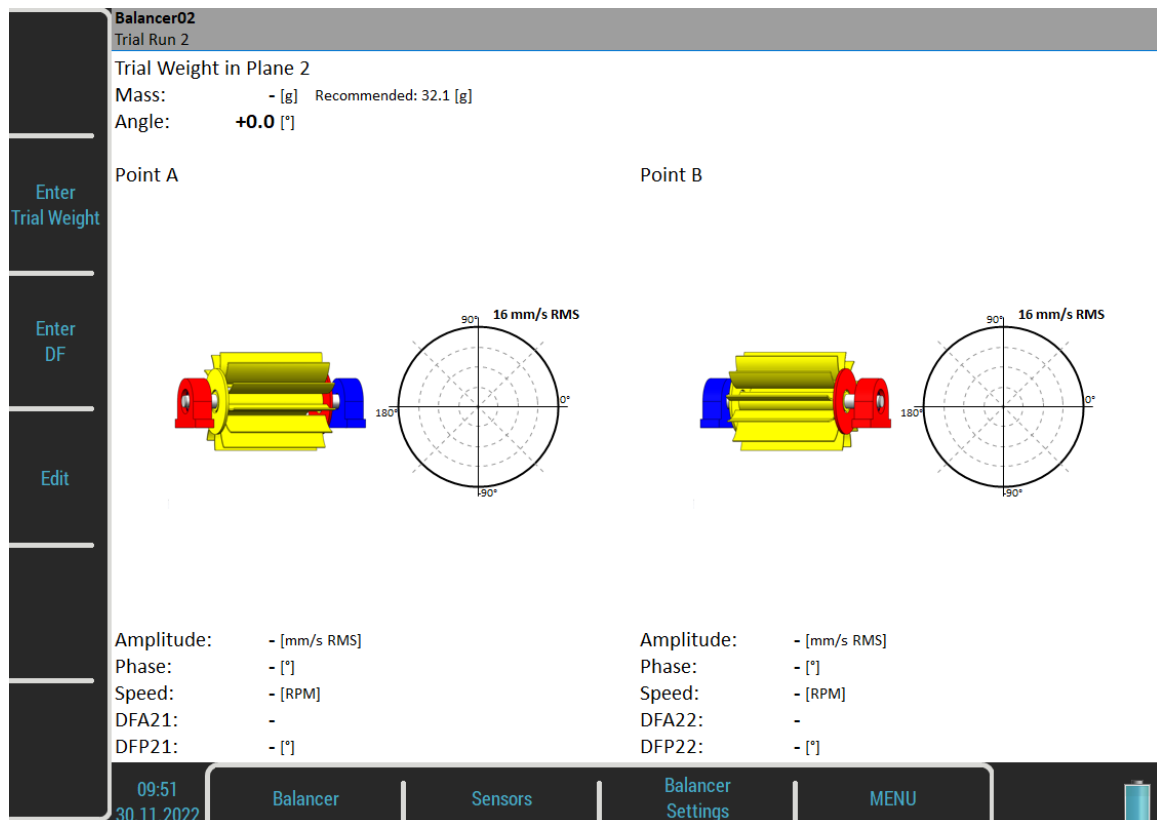 Balancer02
Trial Run 2
Trial Weight in Plane 2
Mass: - [g] Recommended: 32.1 [g]
Angle: +0.0 [°]
Enter
Trial Weight
Enter
DF
Edit
Point A
90° 16 mm/s RMS
180° 0°
-90°
Amplitude: - [mm/s RMS]
Phase: - [°]
Speed: - [RPM]
DFA21: -
DFP21: - [°]
Point B
90° 16 mm/s RMS
180° 0°
-90°
Amplitude: - [mm/s RMS]
Phase: - [°]
Speed: - [RPM]
DFA22: -
DFP22: - [°]
09:51
30.11.2022
Balancer
Sensors
Balancer
Settings
MENU